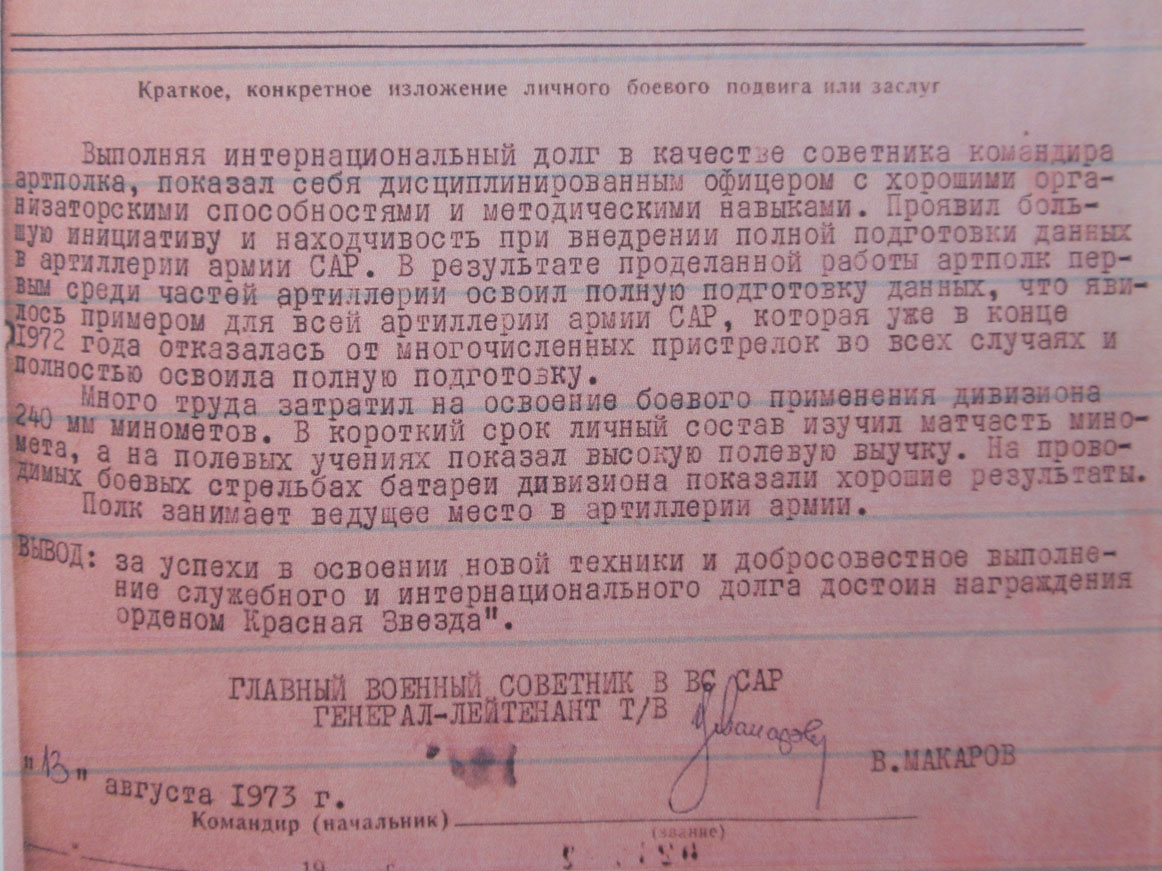 Краткое, конкретное изложение личного боевого подвига или заслуг
Выполняя интернациональный долг в качестве советника командира
артполка, показал себя дисциплинированным офицером с хорошими орга-
низаторскими способностями и методическими навыками. Проявил боль-
шую инициативу и находчивость при внедрении полной подготовки данных
в артиллерии армии САР. В результате проделанной работы артполк пер-
вым среди частей артиллерии освоил полную подготовку данных, что яви-
лось примером для всей артиллерии армии САР, которая уже в конце
1972 года отказалась от многочисленных пристрелок во всех случаях и
полностью освоила полную подготовку.
Много труда затратил на освоение боевого применения дивизиона
240 мм минометов. В короткий срок личный состав изучил матчасть мино-
мета, а на полевых учениях показал высокую полевую выучку. На прово-
димых боевых стрельбах батареи дивизиона показали хорошие результаты.
Полк занимает ведущее место в артиллерии армии.
ВЫВОД: за успехи в освоении новой техники и добросовестное выполне-
ние служебного и интернационального долга достоин награждения
орденом Красная Звезда".
ГЛАВНЫЙ ВОЕННЫЙ СОВЕТНИК В ВС САР
ГЕНЕРАЛ-ЛЕЙТЕНАНТ Т/В
В.МАКАРОВ
"13" августа 1973 г.
Командир (начальник)
(звание)
19 г